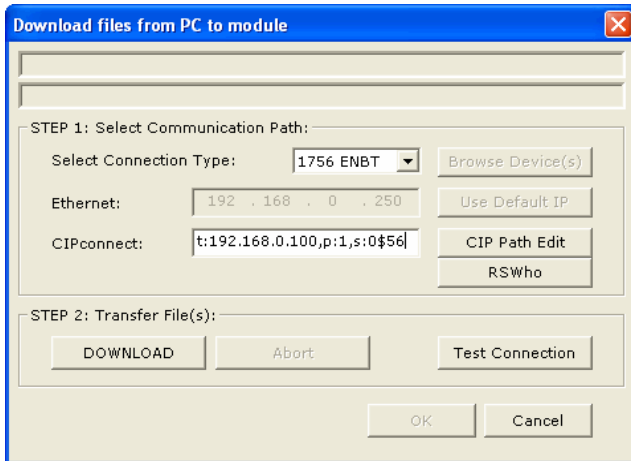 Download files from PC to module
STEP 1: Select Communication Path:
Select Connection Type: 1756 ENBT Browse Device(s)
Ethernet: 192 . 168 . 0 . 250 Use Default IP
CIPconnect: t:192.168.0.100,p:1,s:0$56 CIP Path Edit
RSWho
STEP 2: Transfer File(s):
DOWNLOAD Abort Test Connection
OK Cancel